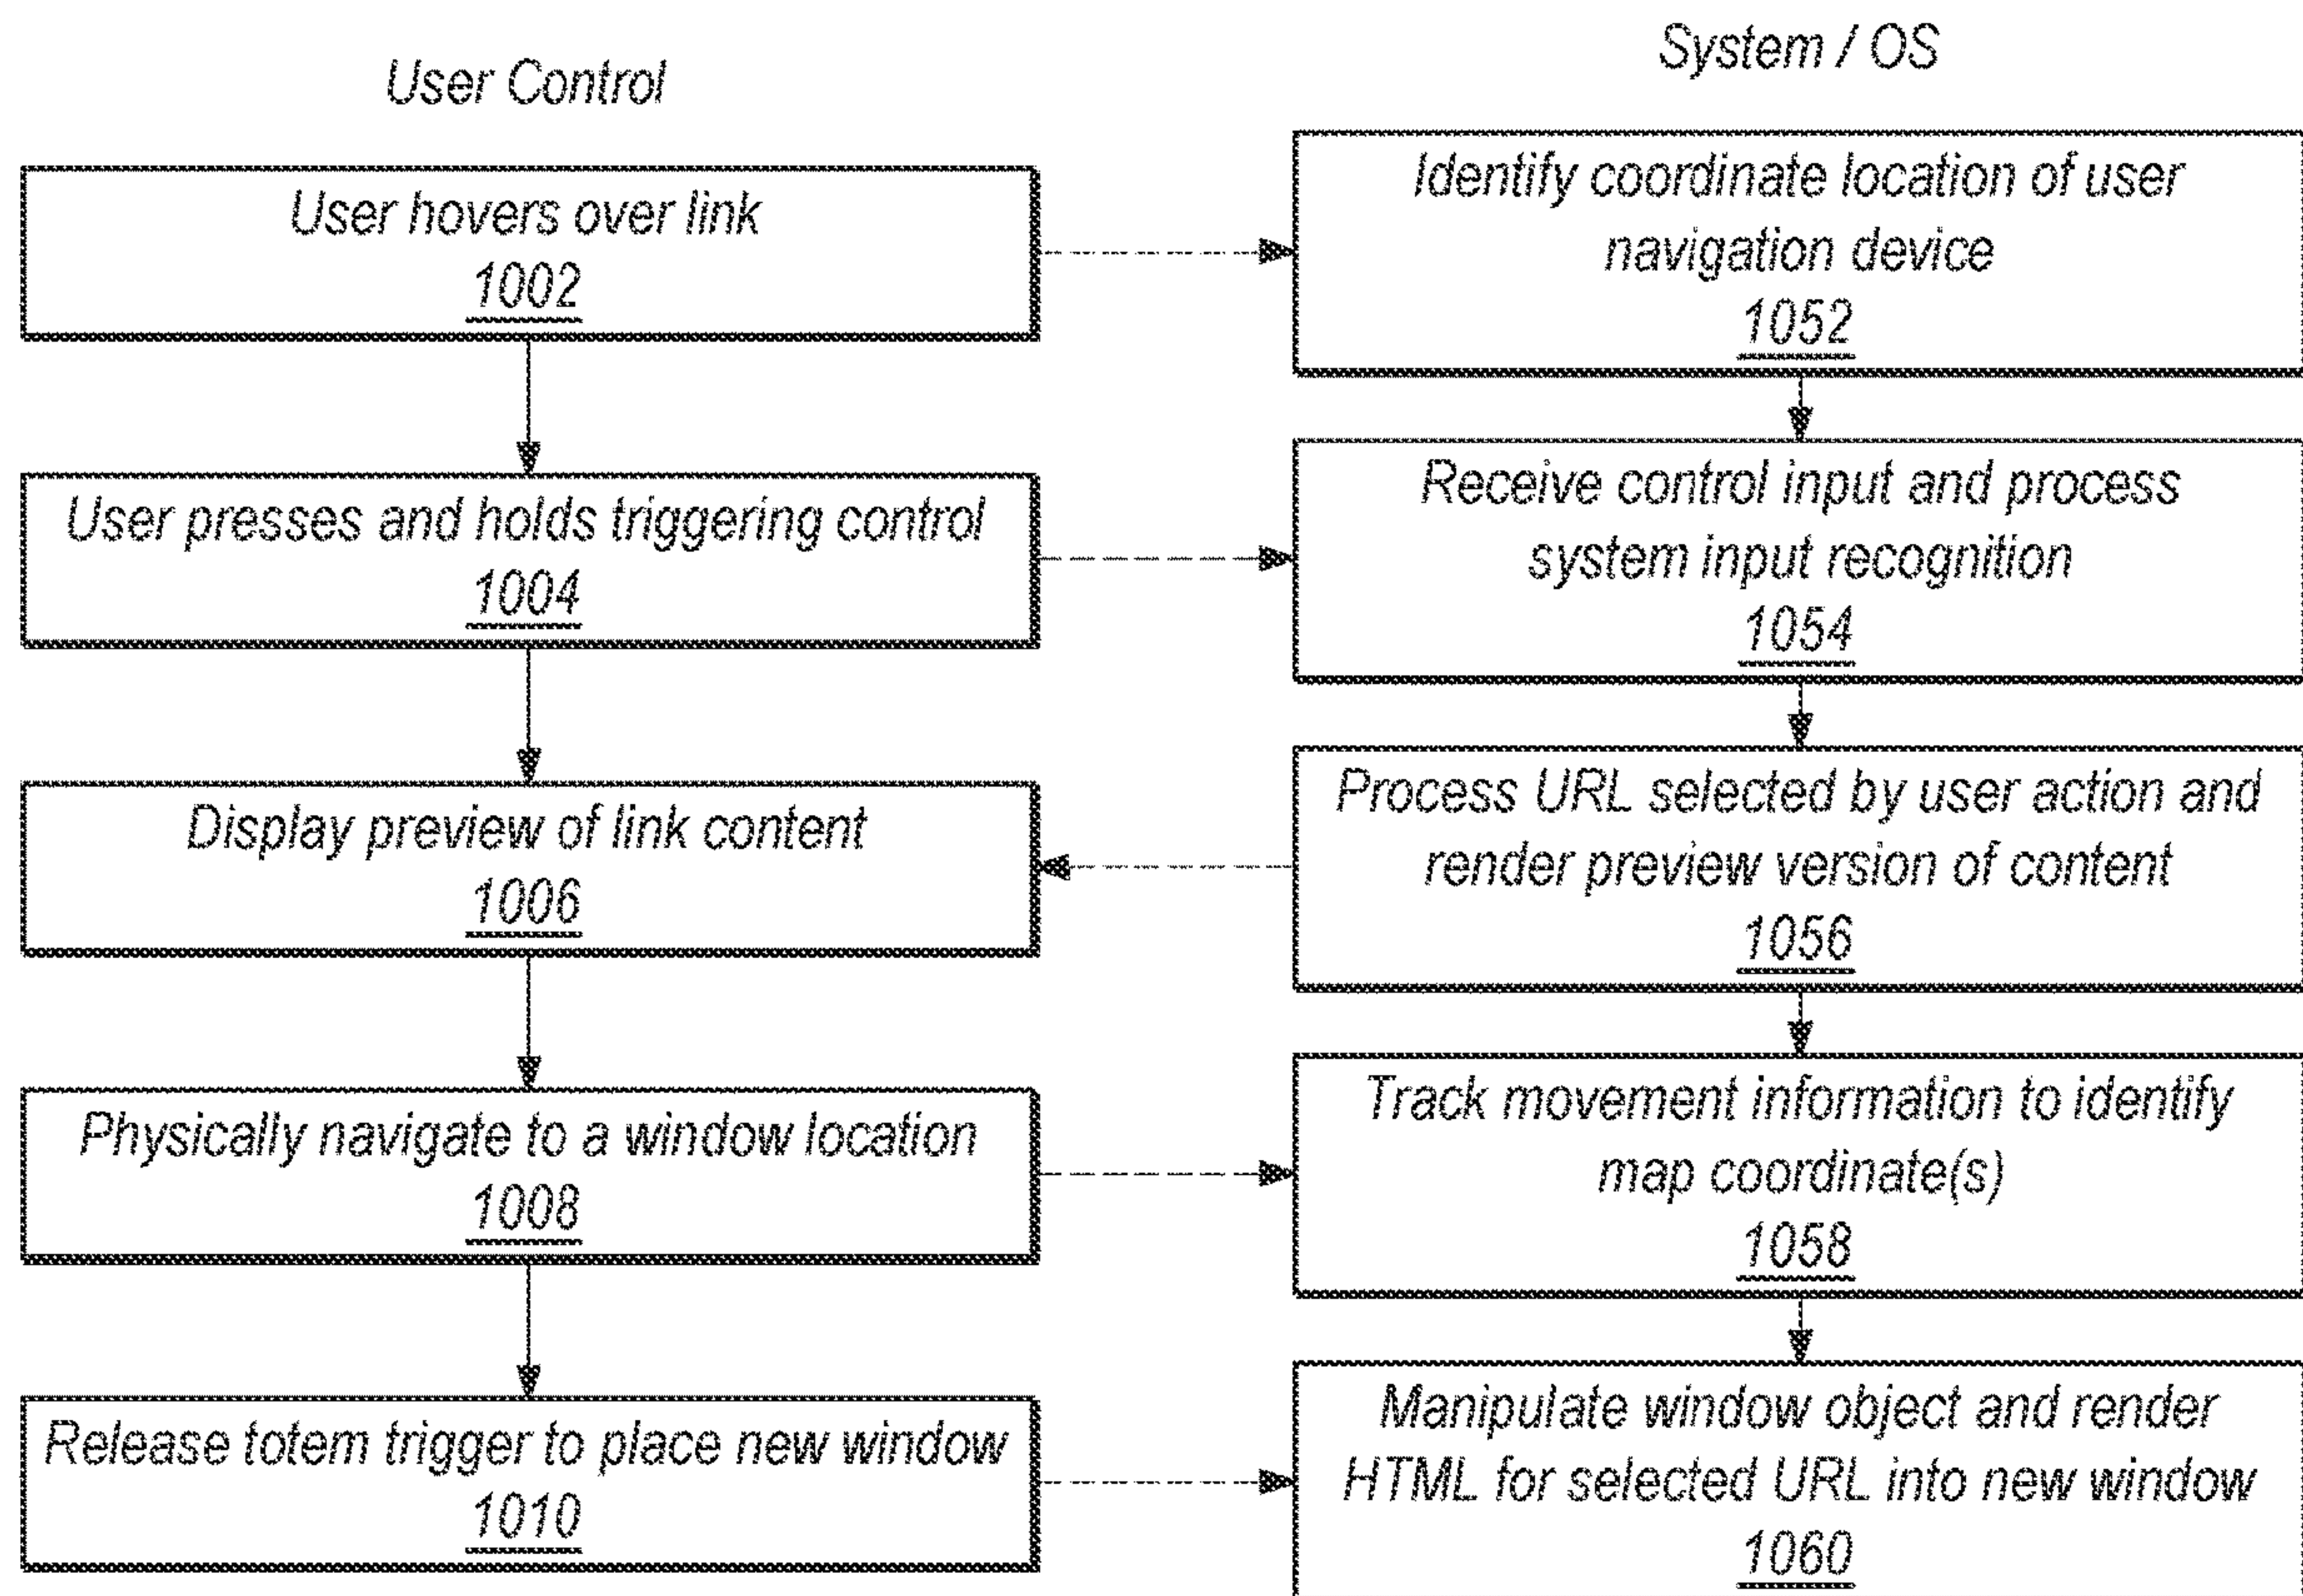 User Control
User hovers over link
1002
User presses and holds triggering control
1004
Display preview of link content
1006
Physically navigate to a window location
1008
Release totem trigger to place new window
1010
System / OS
Identify coordinate location of user
navigation device
1052
Receive control input and process
system input recognition
1054
Process URL selected by user action and
render preview version of content
1056
Track movement information to identify
map coordinate(s)
1058
Manipulate window object and render
HTML for selected URL into new window
1060